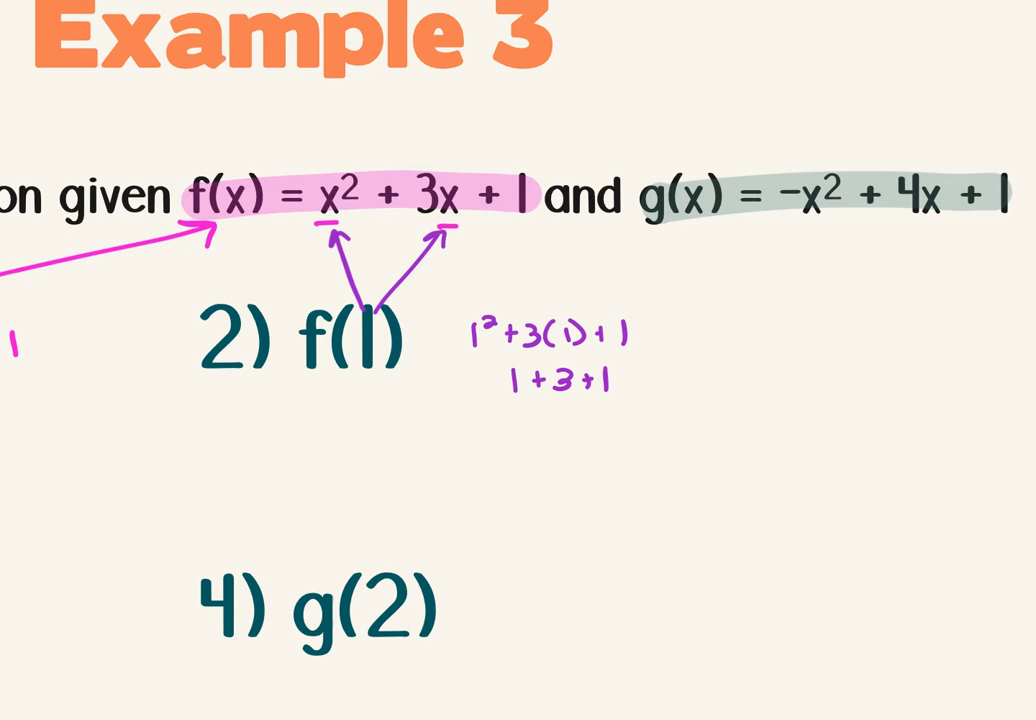 Example 3
on given f(x) = x² + 3x + 1 and g(x) = −x² + 4x + 1
1
2) f(1)
1² + 3(1) + 1
1 + 3 + 1
4) g(2)